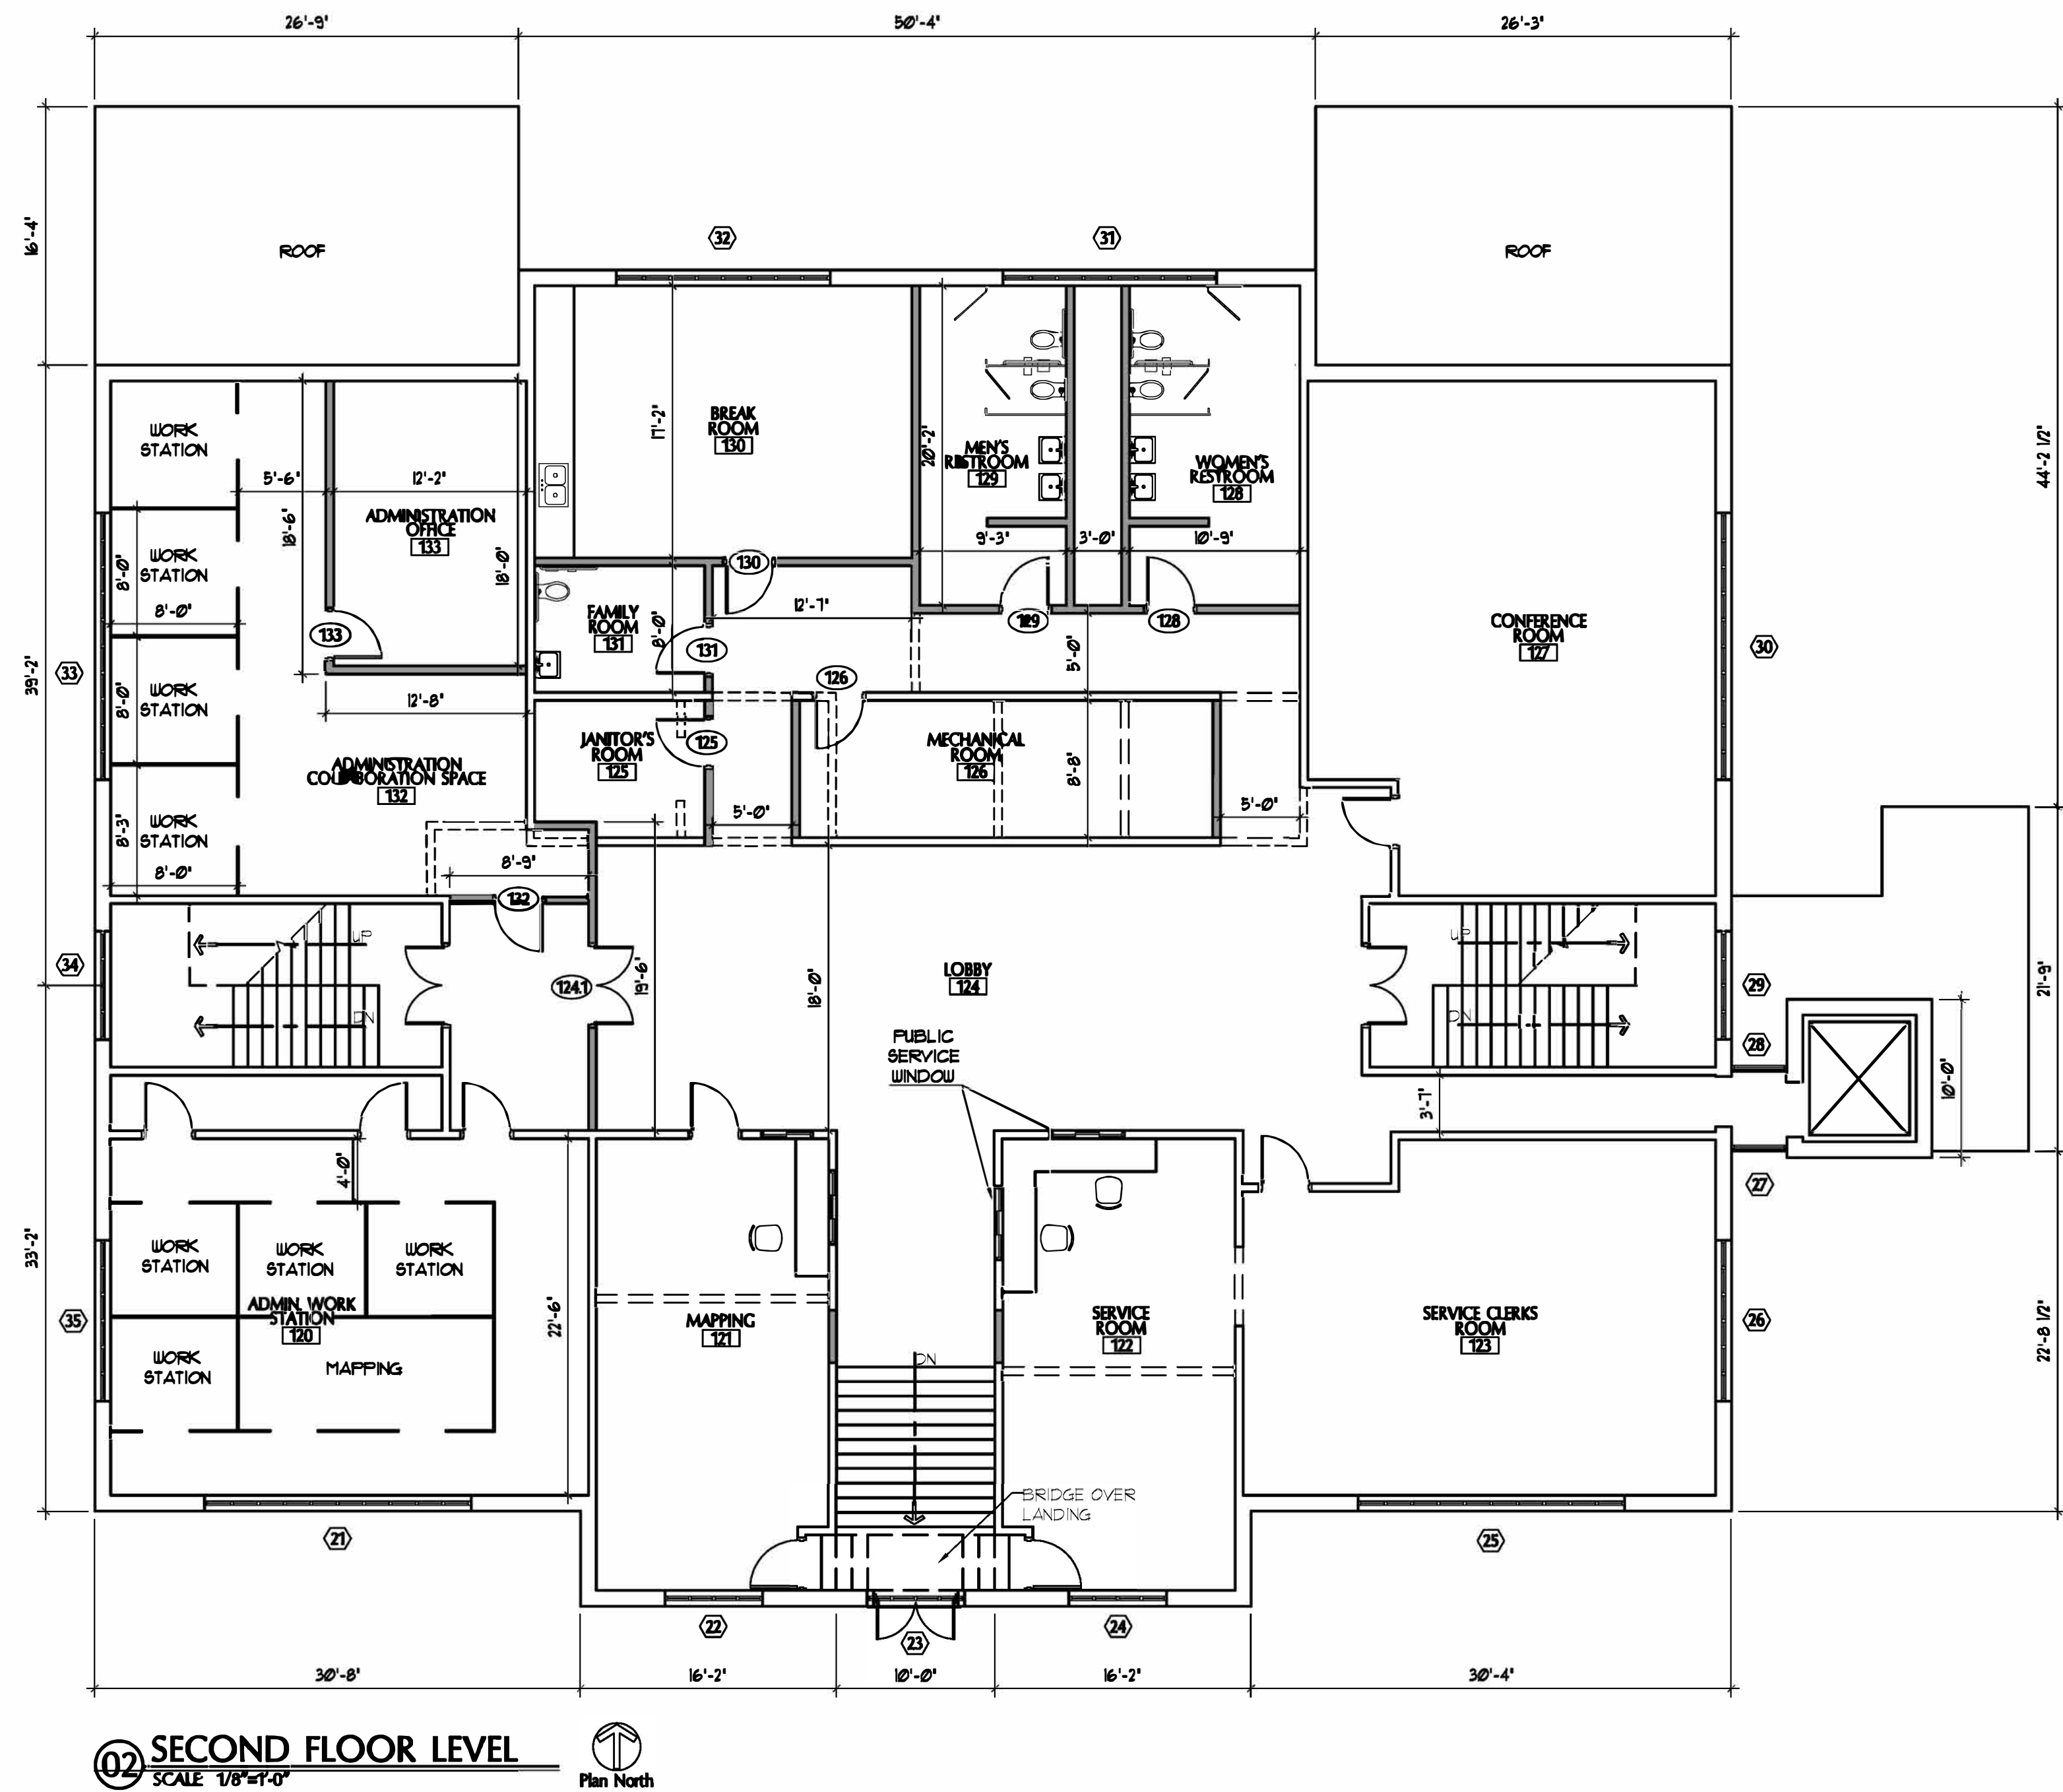 26'-9"
50'-4"
26'-3"
16'-4"
ROOF
32
31
ROOF
44'-2 1/2"
WORK
STATION
5'-6"
12'-2"
18'-6"
ADMINISTRATION
OFFICE
133
18'-0"
17'-2"
BREAK
ROOM
130
20'-2"
MEN'S
RESTROOM
129
WOMEN'S
RESTROOM
128
9'-3"
3'-0"
10'-9"
WORK
STATION
8'-0"
8'-0"
133
130
12'-7"
FAMILY
ROOM
131
8'-0"
131
129
128
5'-0"
CONFERENCE
ROOM
127
30
39'-2"
33
WORK
STATION
8'-0"
12'-8"
126
JANITOR'S
ROOM
125
125
MECHANICAL
ROOM
126
8'-8"
5'-0"
5'-0"
ADMINISTRATION
COLLABORATION SPACE
132
WORK
STATION
8'-3"
8'-0"
8'-9"
132
34
UP
DN
124.1
19'-6"
18'-0"
LOBBY
124
PUBLIC
SERVICE
WINDOW
UP
DN
29
28
21'-9"
10'-0"
3'-7"
27
4'-0"
33'-2"
WORK
STATION
WORK
STATION
WORK
STATION
ADMIN. WORK
STATION
120
35
WORK
STATION
MAPPING
22'-6"
MAPPING
121
DN
SERVICE
ROOM
122
SERVICE CLERKS
ROOM
123
26
22'-8 1/2"
BRIDGE OVER
LANDING
21
25
22
23
24
30'-8"
16'-2"
10'-0"
16'-2"
30'-4"
02 SECOND FLOOR LEVEL
SCALE 1/8"=1'-0"
Plan North